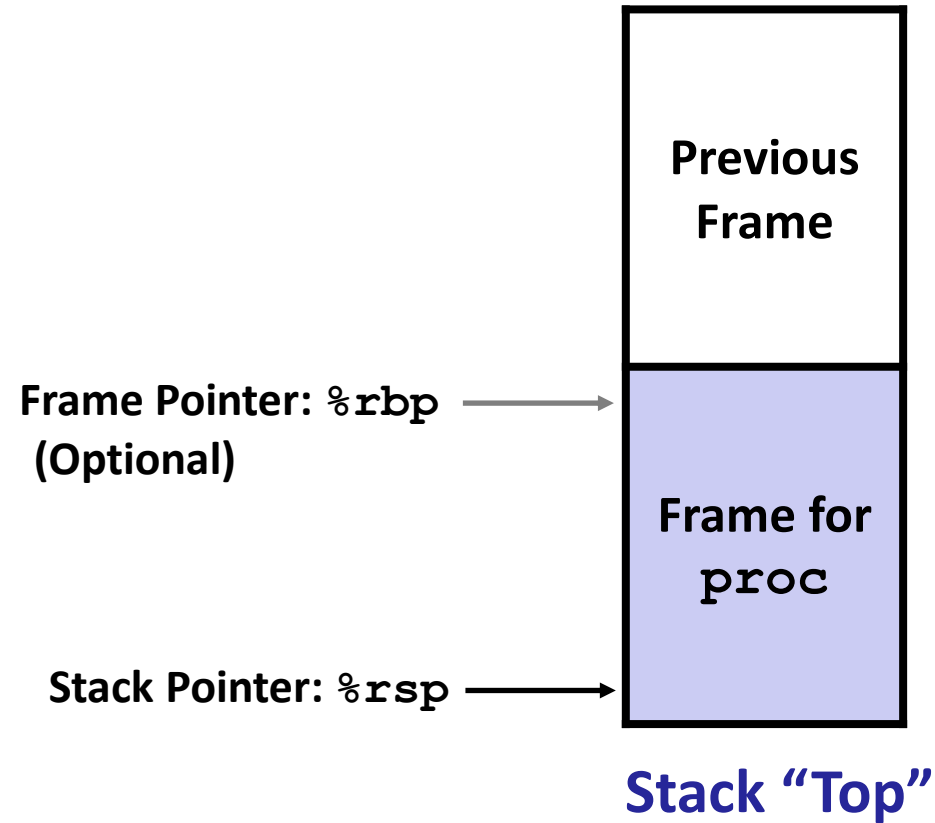 Previous
Frame
Frame Pointer: %rbp
(Optional)
Frame for
proc
Stack Pointer: %rsp
Stack “Top”